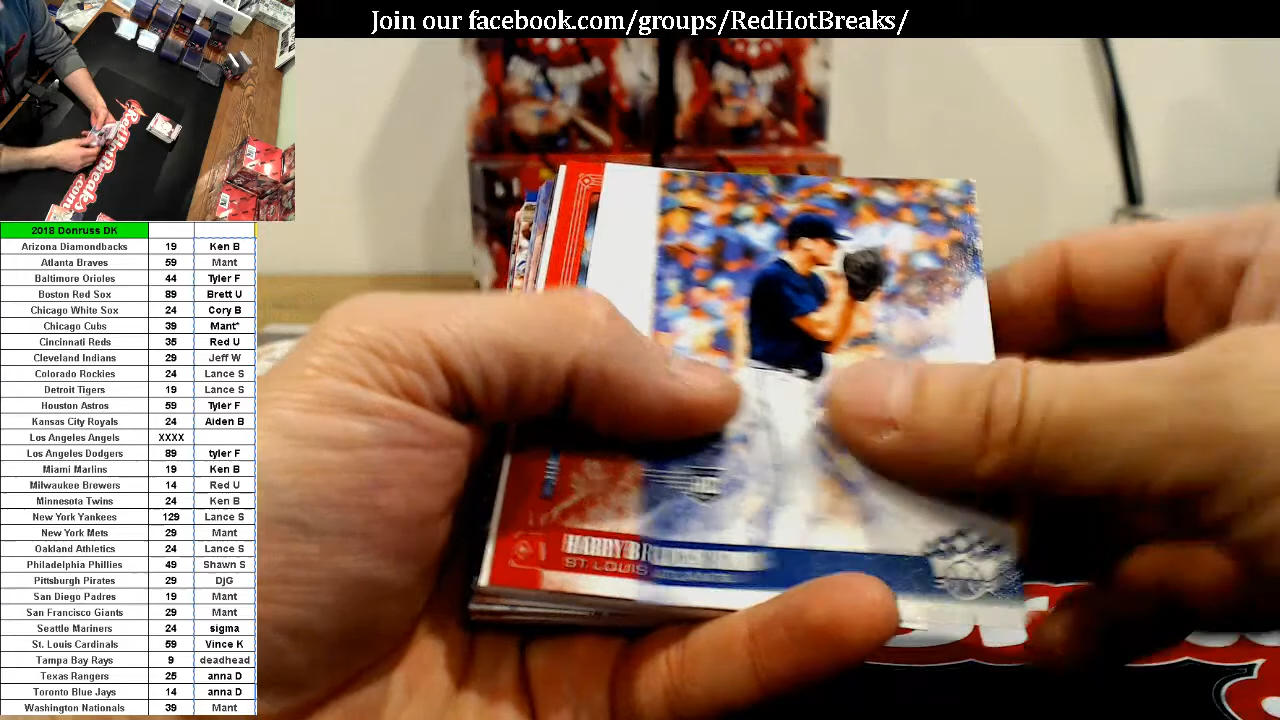 Join our facebook.com/groups/RedHotBreaks/
RedHotBreaks
.com
2018 Donruss DK
Arizona Diamondbacks 19 Ken B
Atlanta Braves 59 Mant
Baltimore Orioles 44 Tyler F
Boston Red Sox 89 Brett U
Chicago White Sox 24 Cory B
Chicago Cubs 39 Mant*
Cincinnati Reds 35 Red U
Cleveland Indians 29 Jeff W
Colorado Rockies 24 Lance S
Detroit Tigers 19 Lance S
Houston Astros 59 Tyler F
Kansas City Royals 24 Aiden B
Los Angeles Angels XXXX
Los Angeles Dodgers 89 tyler F
Miami Marlins 19 Ken B
Milwaukee Brewers 14 Red U
Minnesota Twins 24 Ken B
New York Yankees 129 Lance S
New York Mets 29 Mant
Oakland Athletics 24 Lance S
Philadelphia Phillies 49 Shawn S
Pittsburgh Pirates 29 DJG
San Diego Padres 19 Mant
San Francisco Giants 29 Mant
Seattle Mariners 24 sigma
St. Louis Cardinals 59 Vince K
Tampa Bay Rays 9 deadhead
Texas Rangers 25 anna D
Toronto Blue Jays 14 anna D
Washington Nationals 39 Mant
ST. LOUIS